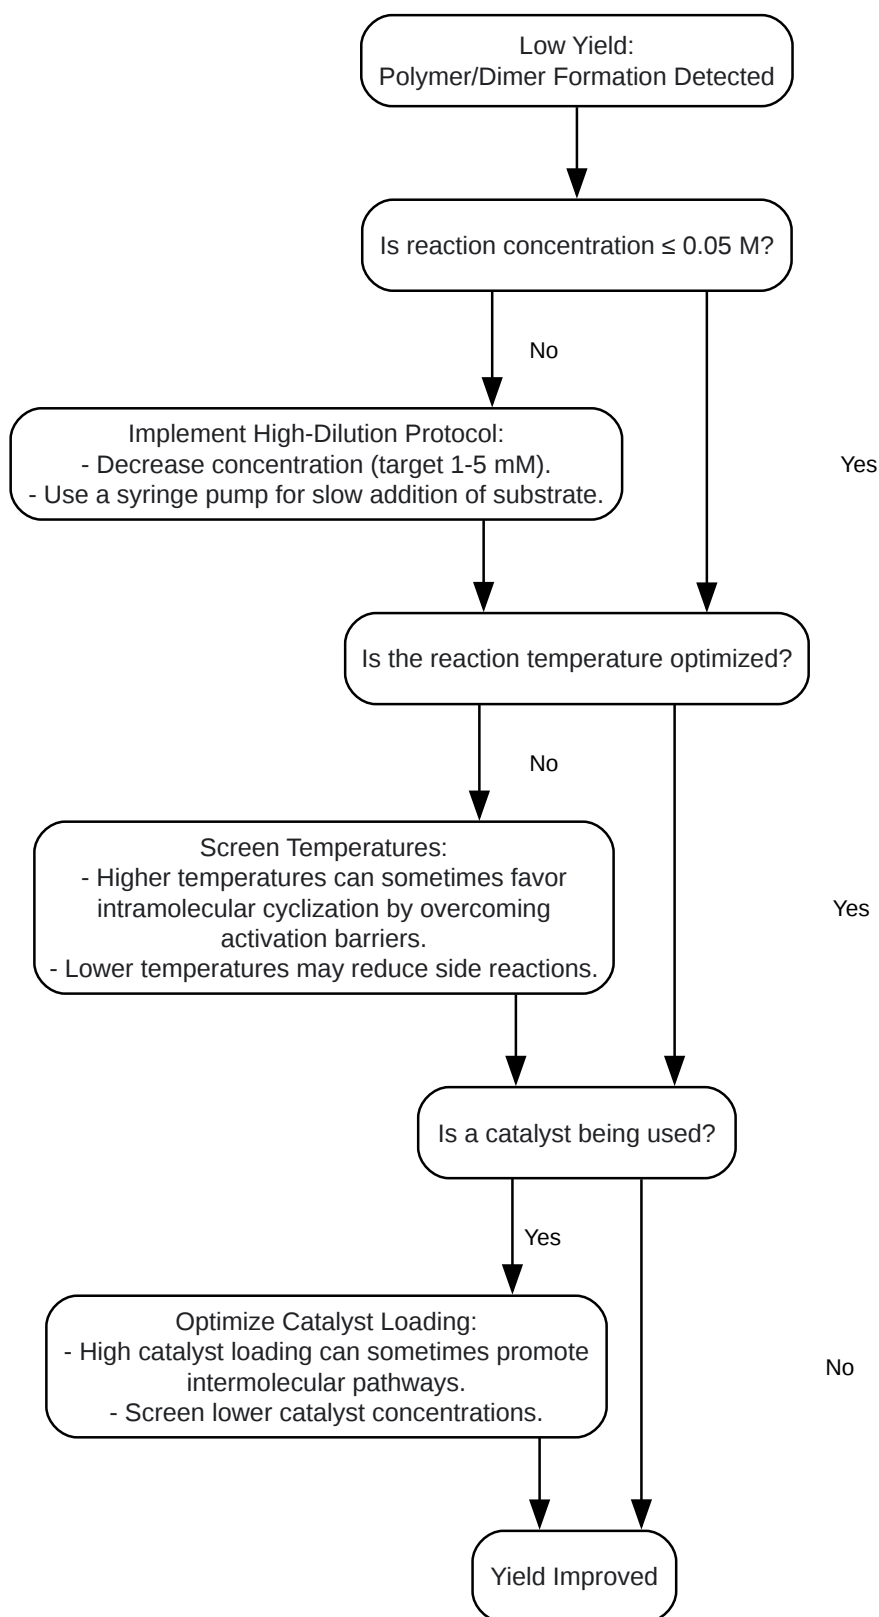 Low Yield:
Polymer/Dimer Formation Detected
Is reaction concentration ≤ 0.05 M?
No
Implement High-Dilution Protocol:
- Decrease concentration (target 1-5 mM).
- Use a syringe pump for slow addition of substrate.
Yes
Is the reaction temperature optimized?
No
Screen Temperatures:
- Higher temperatures can sometimes favor
intramolecular cyclization by overcoming
activation barriers.
- Lower temperatures may reduce side reactions.
Yes
Is a catalyst being used?
Yes
Optimize Catalyst Loading:
- High catalyst loading can sometimes promote
intermolecular pathways.
- Screen lower catalyst concentrations.
No
Yield Improved